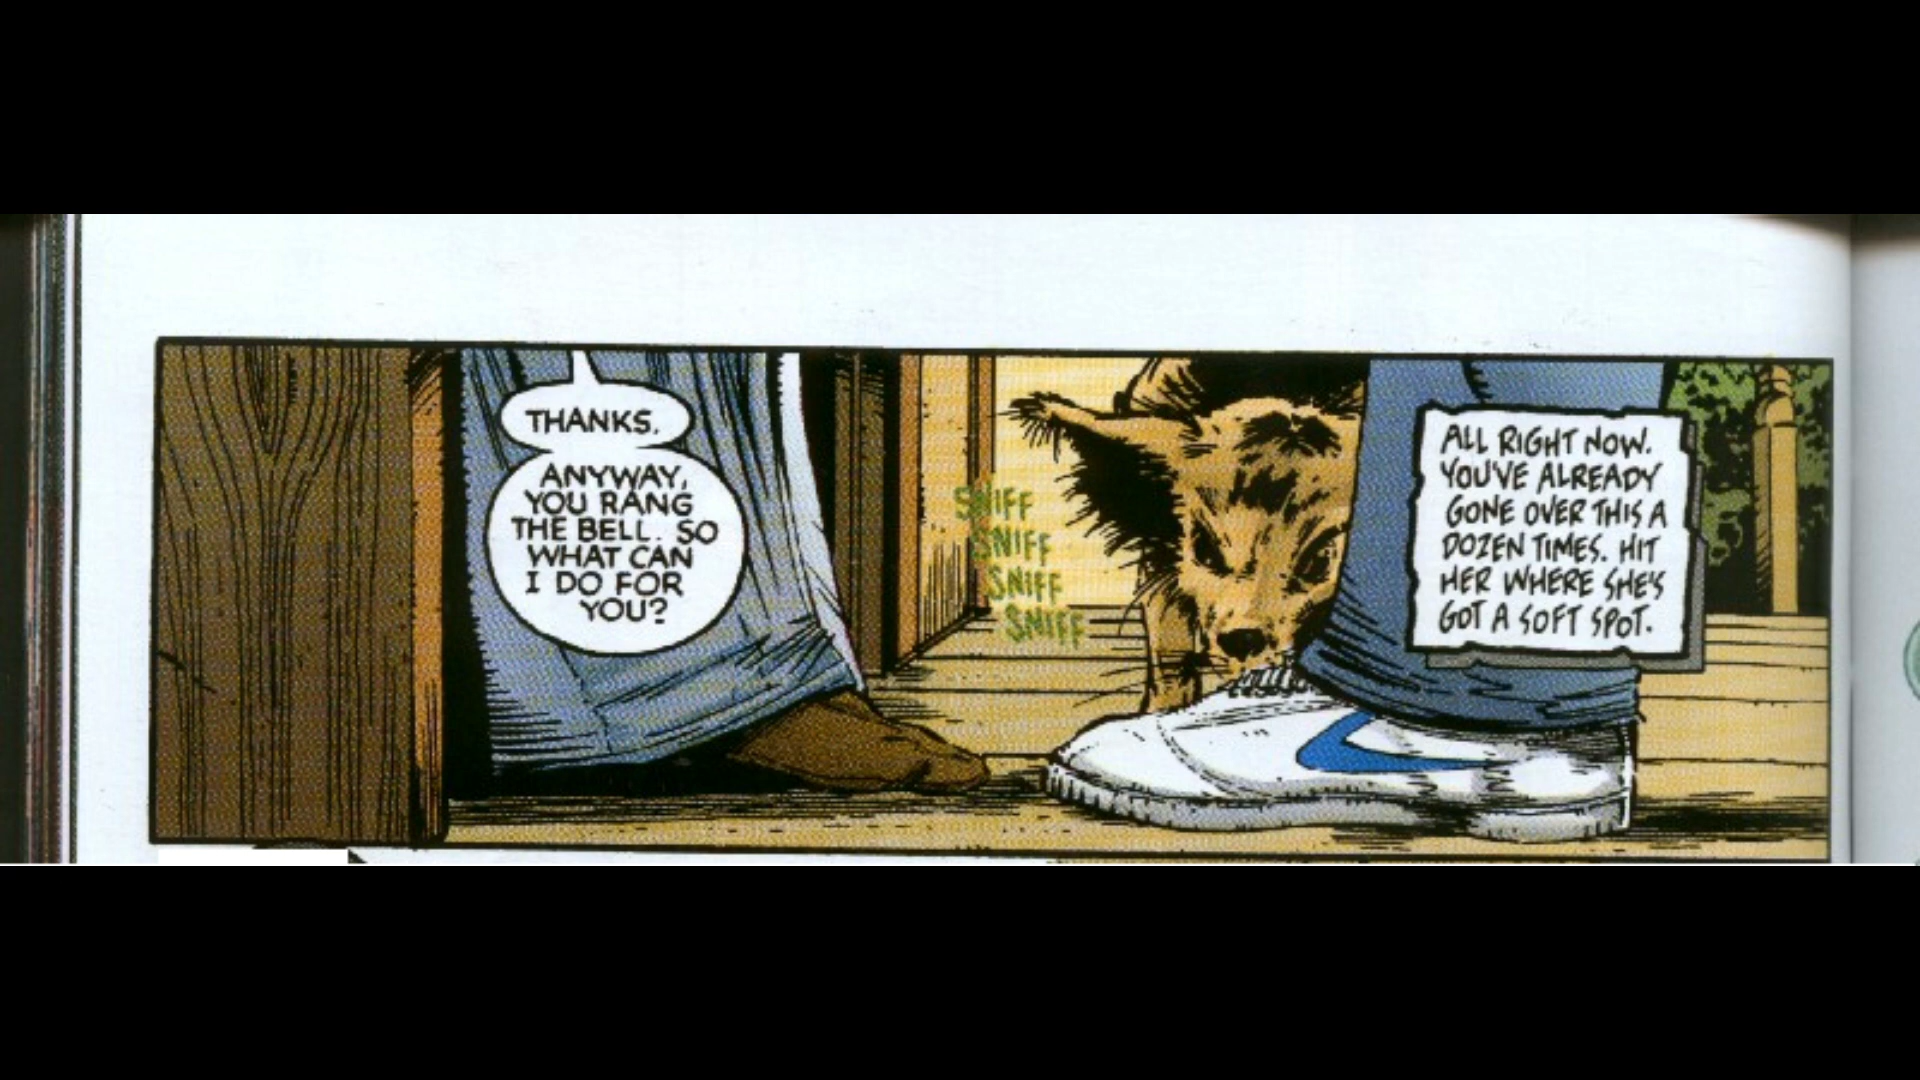 THANKS.
ANYWAY,
YOU RANG
THE BELL. SO
WHAT CAN
I DO FOR
YOU?
SNIFF
SNIFF
SNIFF
SNIFF
ALL RIGHT NOW.
YOU'VE ALREADY
GONE OVER THIS A
DOZEN TIMES. HIT
HER WHERE SHE'S
GOT A SOFT SPOT.